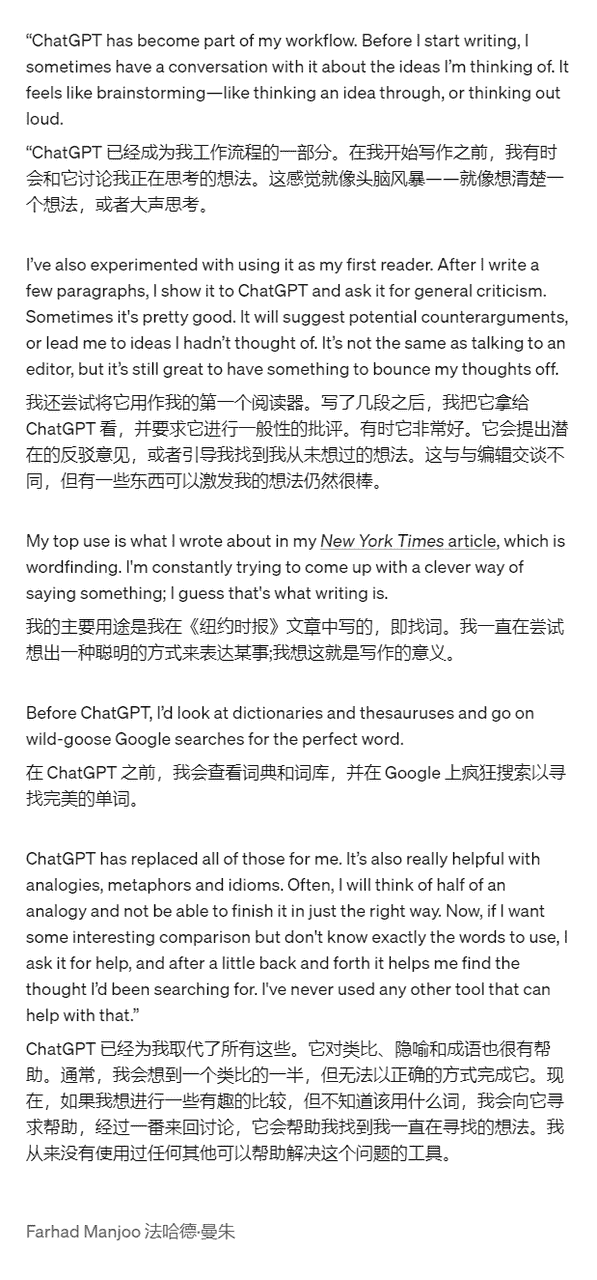 “ChatGPT has become part of my workflow. Before I start writing, I
sometimes have a conversation with it about the ideas I’m thinking of. It
feels like brainstorming—like thinking an idea through, or thinking out
loud.
“ChatGPT 已经成为我工作流程的一部分。在我开始写作之前，我有时
会和它讨论我正在思考的想法。这感觉就像头脑风暴——就像想清楚一
个想法，或者大声思考。
I’ve also experimented with using it as my first reader. After I write a
few paragraphs, I show it to ChatGPT and ask it for general criticism.
Sometimes it's pretty good. It will suggest potential counterarguments,
or lead me to ideas I hadn’t thought of. It’s not the same as talking to an
editor, but it’s still great to have something to bounce my thoughts off.
我还尝试将它用作我的第一个阅读器。写了几段之后，我把它拿给
ChatGPT 看，并要求它进行一般性的批评。有时它非常好。它会提出潜
在的反驳意见，或者引导我找到我从未想过的想法。这与与编辑交谈不
同，但有一些东西可以激发我的想法仍然很棒。
My top use is what I wrote about in my New York Times article, which is
wordfinding. I'm constantly trying to come up with a clever way of
saying something; I guess that's what writing is.
我的主要用途是我在《纽约时报》文章中写的，即找词。我一直在尝试
想出一种聪明的方式来表达某事;我想这就是写作的意义。
Before ChatGPT, I’d look at dictionaries and thesauruses and go on
wild-goose Google searches for the perfect word.
在 ChatGPT 之前，我会查看词典和词库，并在 Google 上疯狂搜索以寻
找完美的单词。
ChatGPT has replaced all of those for me. It’s also really helpful with
analogies, metaphors and idioms. Often, I will think of half of an
analogy and not be able to finish it in just the right way. Now, if I want
some interesting comparison but don't know exactly the words to use, I
ask it for help, and after a little back and forth it helps me find the
thought I’d been searching for. I've never used any other tool that can
help with that.”
ChatGPT 已经为我取代了所有这些。它对类比、隐喻和成语也很有帮
助。通常，我会想到一个类比的一半，但无法以正确的方式完成它。现
在，如果我想进行一些有趣的比较，但不知道该用什么词，我会向它寻
求帮助，经过一番来回讨论，它会帮助我找到我一直在寻找的想法。我
从来没有使用过任何其他可以帮助解决这个问题的工具。
Farhad Manjoo 法哈德·曼朱